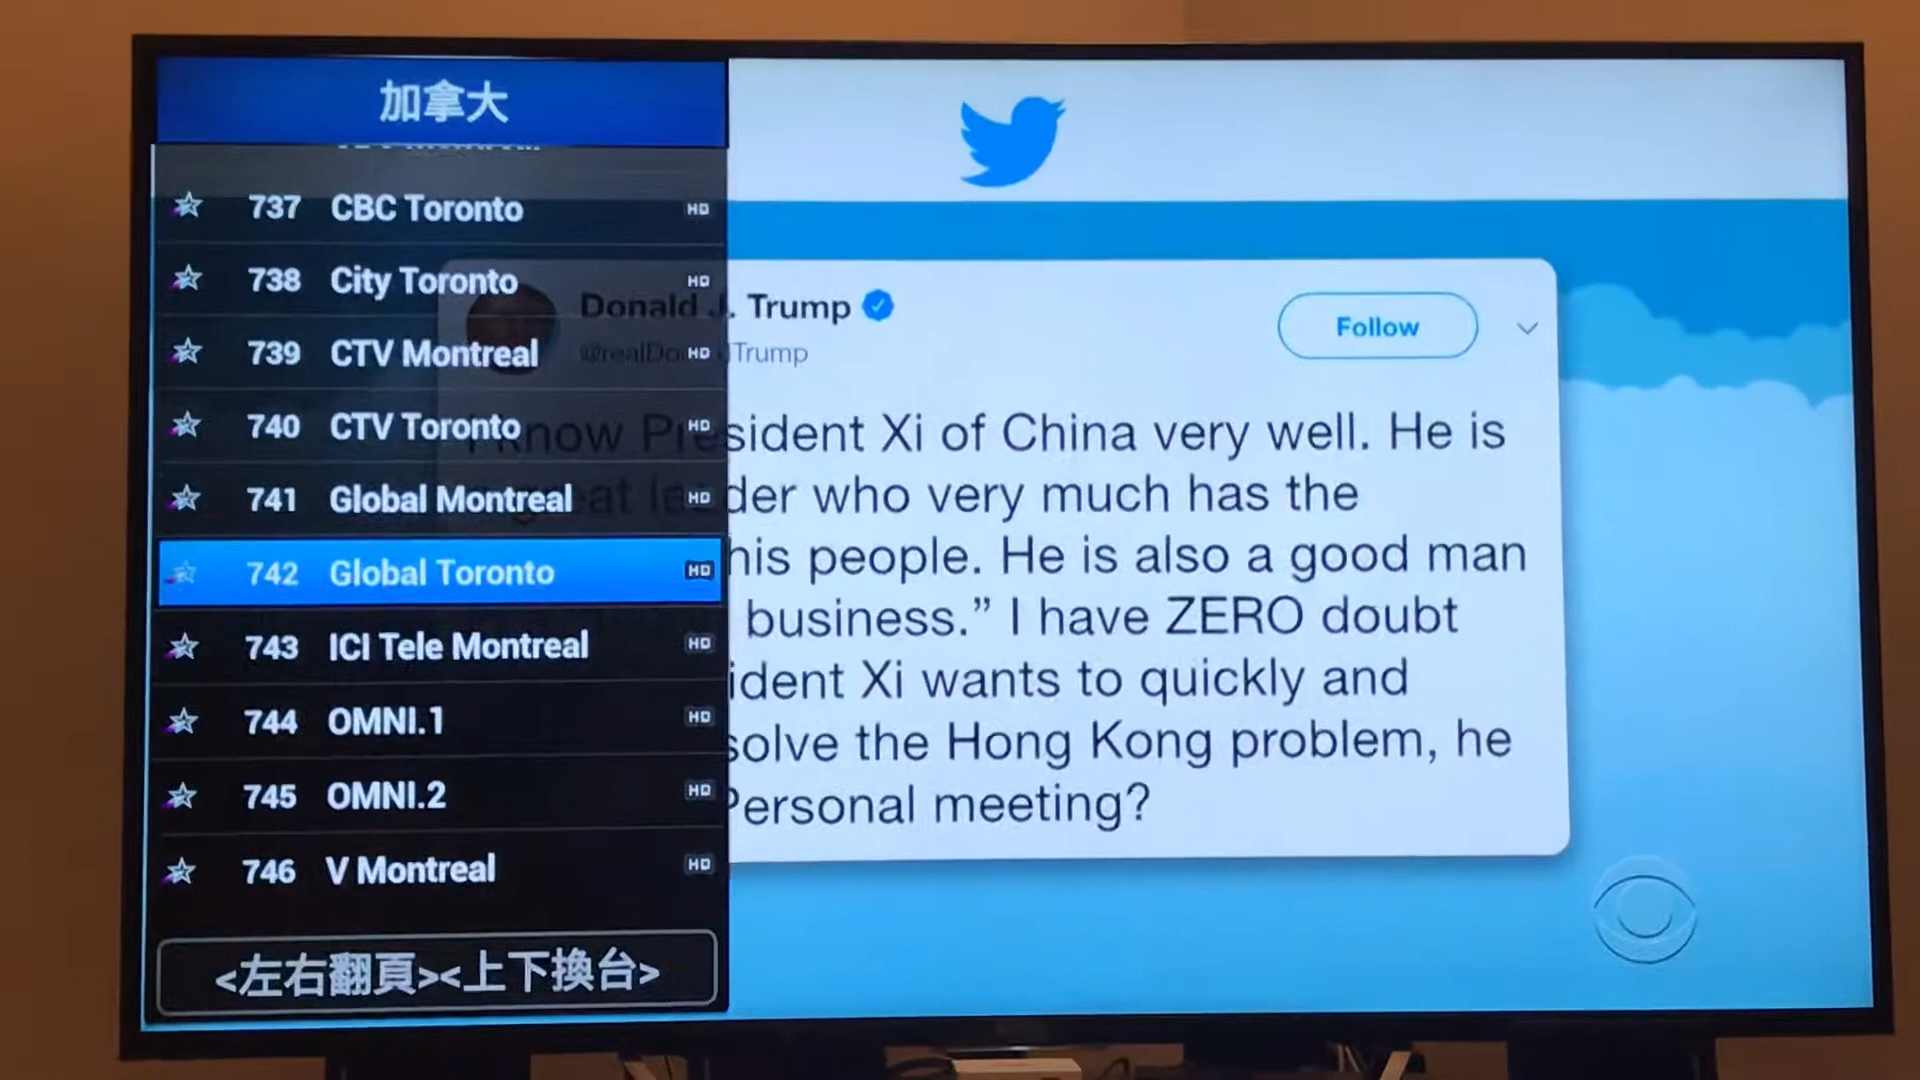 加拿大
737 CBC Toronto HD
738 City Toronto HD
739 CTV Montreal HD
740 CTV Toronto HD
741 Global Montreal HD
742 Global Toronto HD
743 ICI Tele Montreal HD
744 OMNI.1 HD
745 OMNI.2 HD
746 V Montreal HD
<左右翻頁><上下換台>
Donald J. Trump
Trump
Follow
know President Xi of China very well. He is
great leader who very much has the
his people. He is also a good man
business.” I have ZERO doubt
ident Xi wants to quickly and
solve the Hong Kong problem, he
Personal meeting?